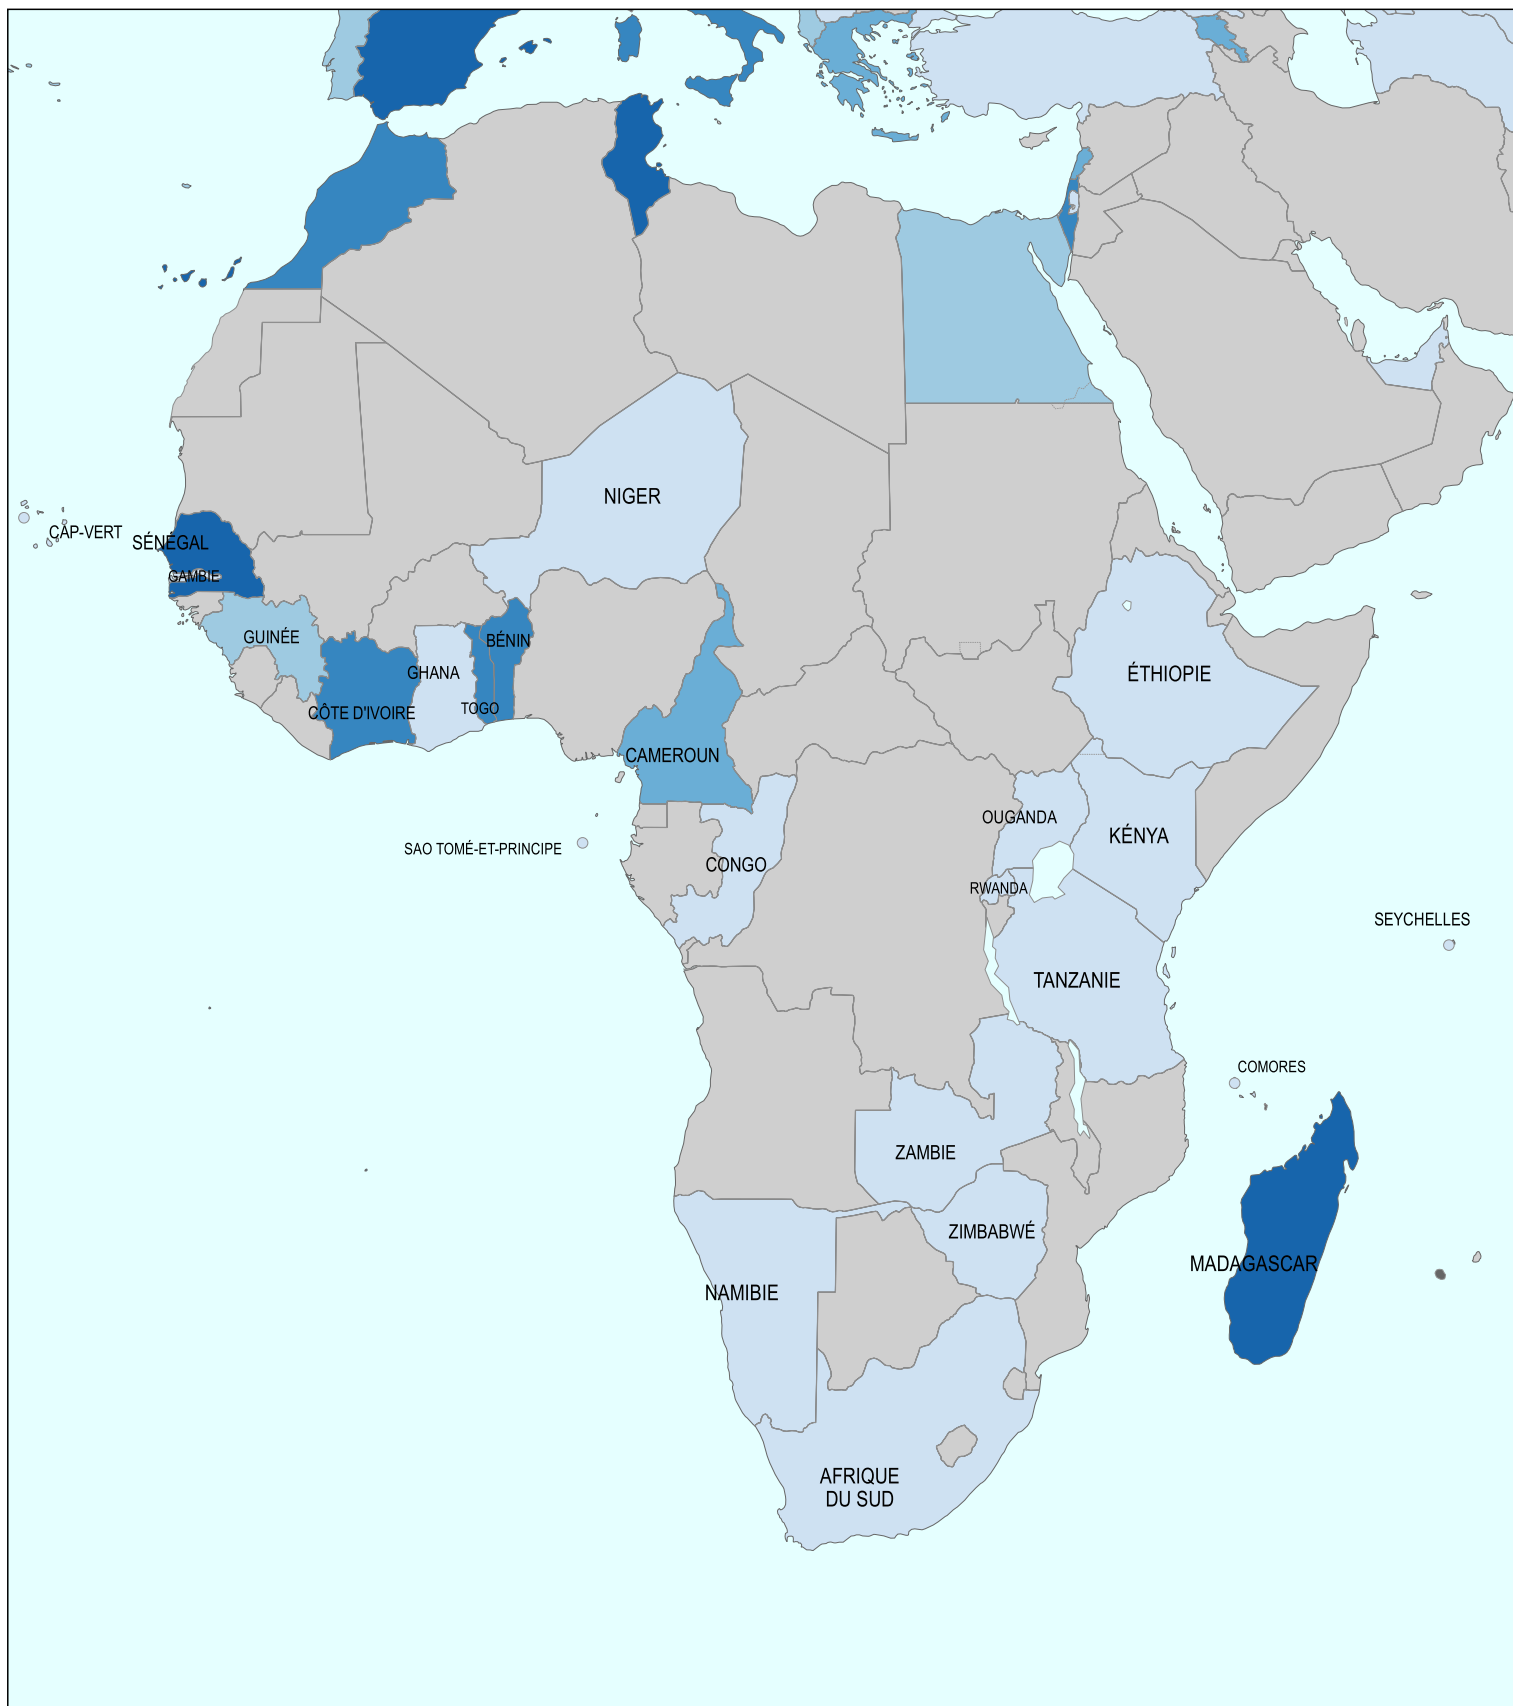 NIGER
CAP-VERT
SÉNÉGAL
GAMBIE
GUINÉE
BÉNIN
GHANA
ÉTHIOPIE
TOGO
CÔTE D'IVOIRE
CAMEROUN
OUGANDA
KÉNYA
SAO TOMÉ-ET-PRINCIPE
CONGO
RWANDA
SEYCHELLES
TANZANIE
COMORES
ZAMBIE
ZIMBABWÉ
MADAGASCAR
NAMIBIE
AFRIQUE
DU SUD